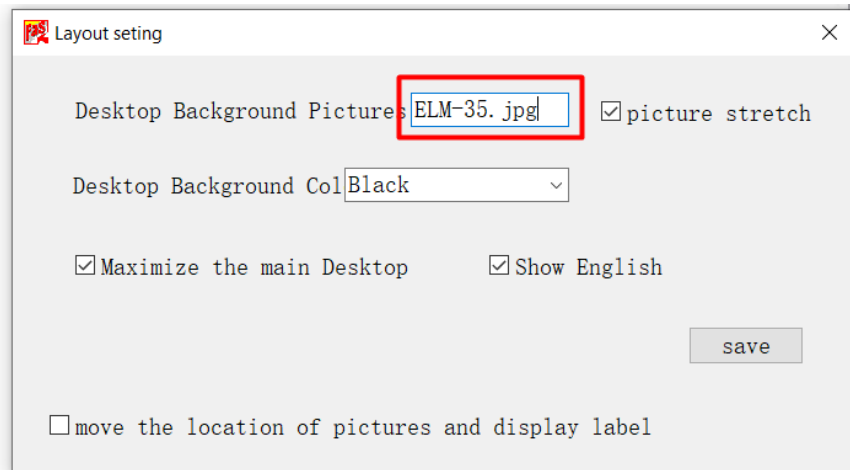 Layout seting
Desktop Background Pictures ELM-35.jpg picture stretch
Desktop Background Col Black
Maximize the main Desktop Show English
save
move the location of pictures and display label